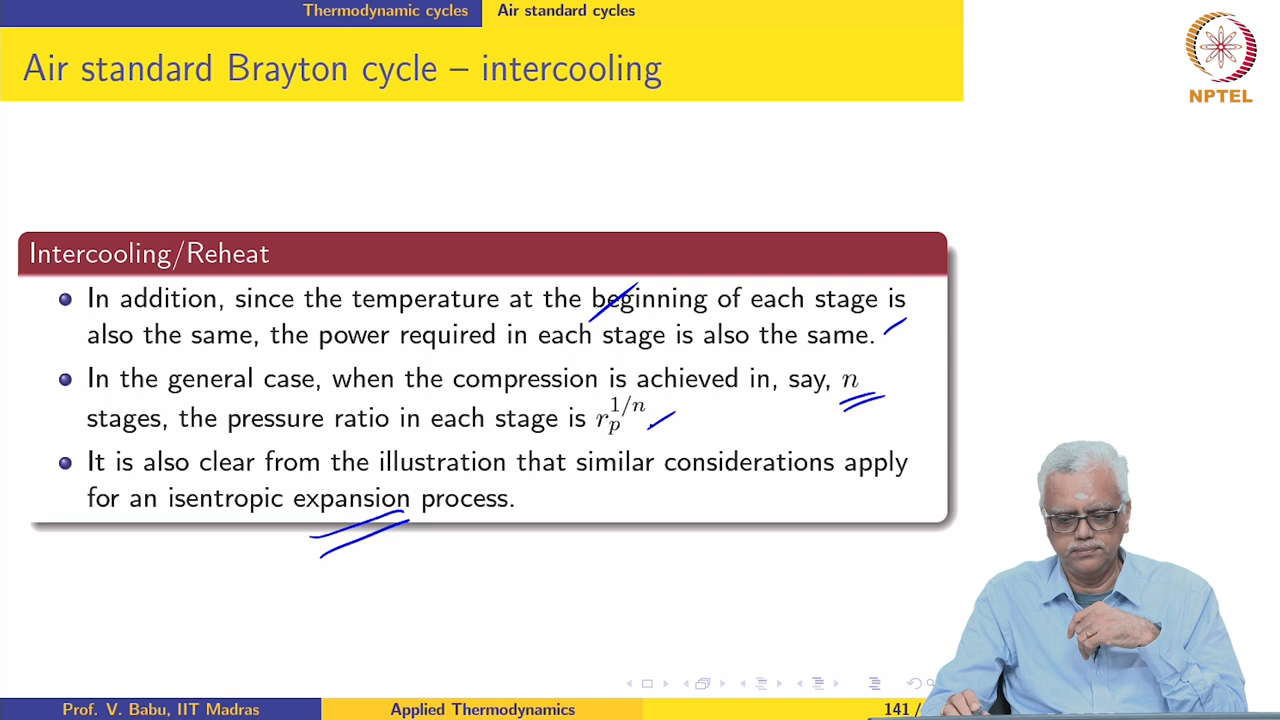 Thermodynamic cycles Air standard cycles
Air standard Brayton cycle – intercooling
NPTEL
Intercooling/Reheat
In addition, since the temperature at the beginning of each stage is
also the same, the power required in each stage is also the same.
In the general case, when the compression is achieved in, say, n
stages, the pressure ratio in each stage is r_p^{1/n}.
It is also clear from the illustration that similar considerations apply
for an isentropic expansion process.
Prof. V. Babu, IIT Madras Applied Thermodynamics 141 /